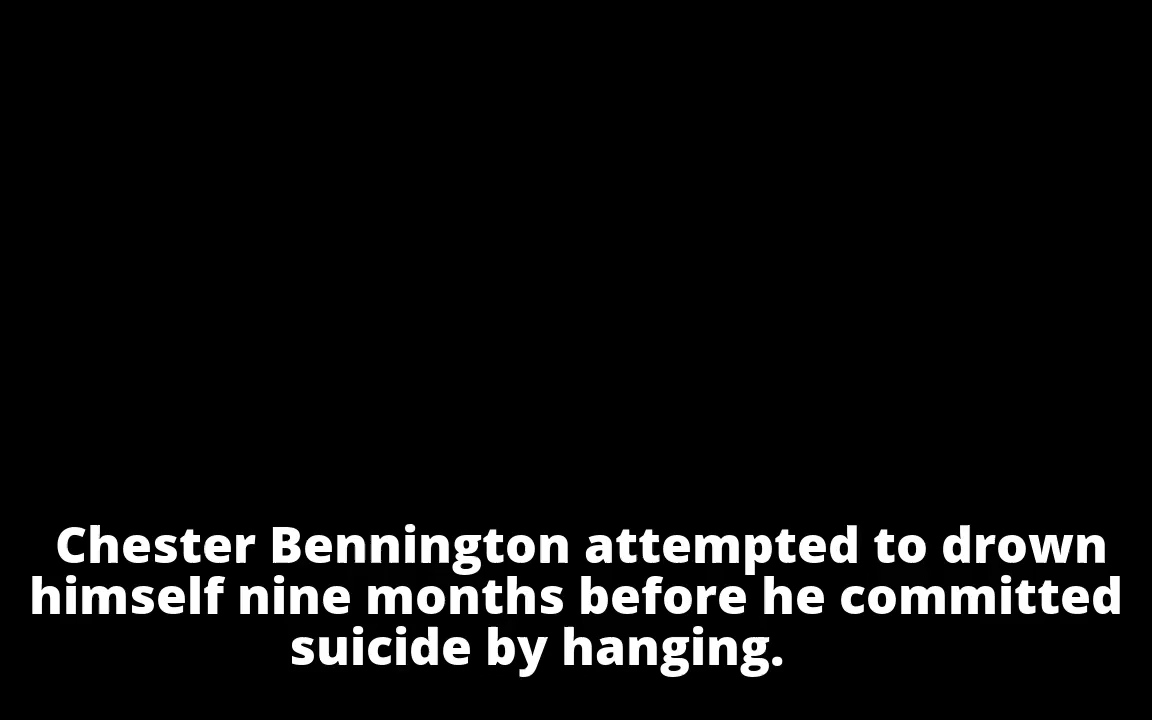 Chester Bennington attempted to drown
himself nine months before he committed
suicide by hanging.